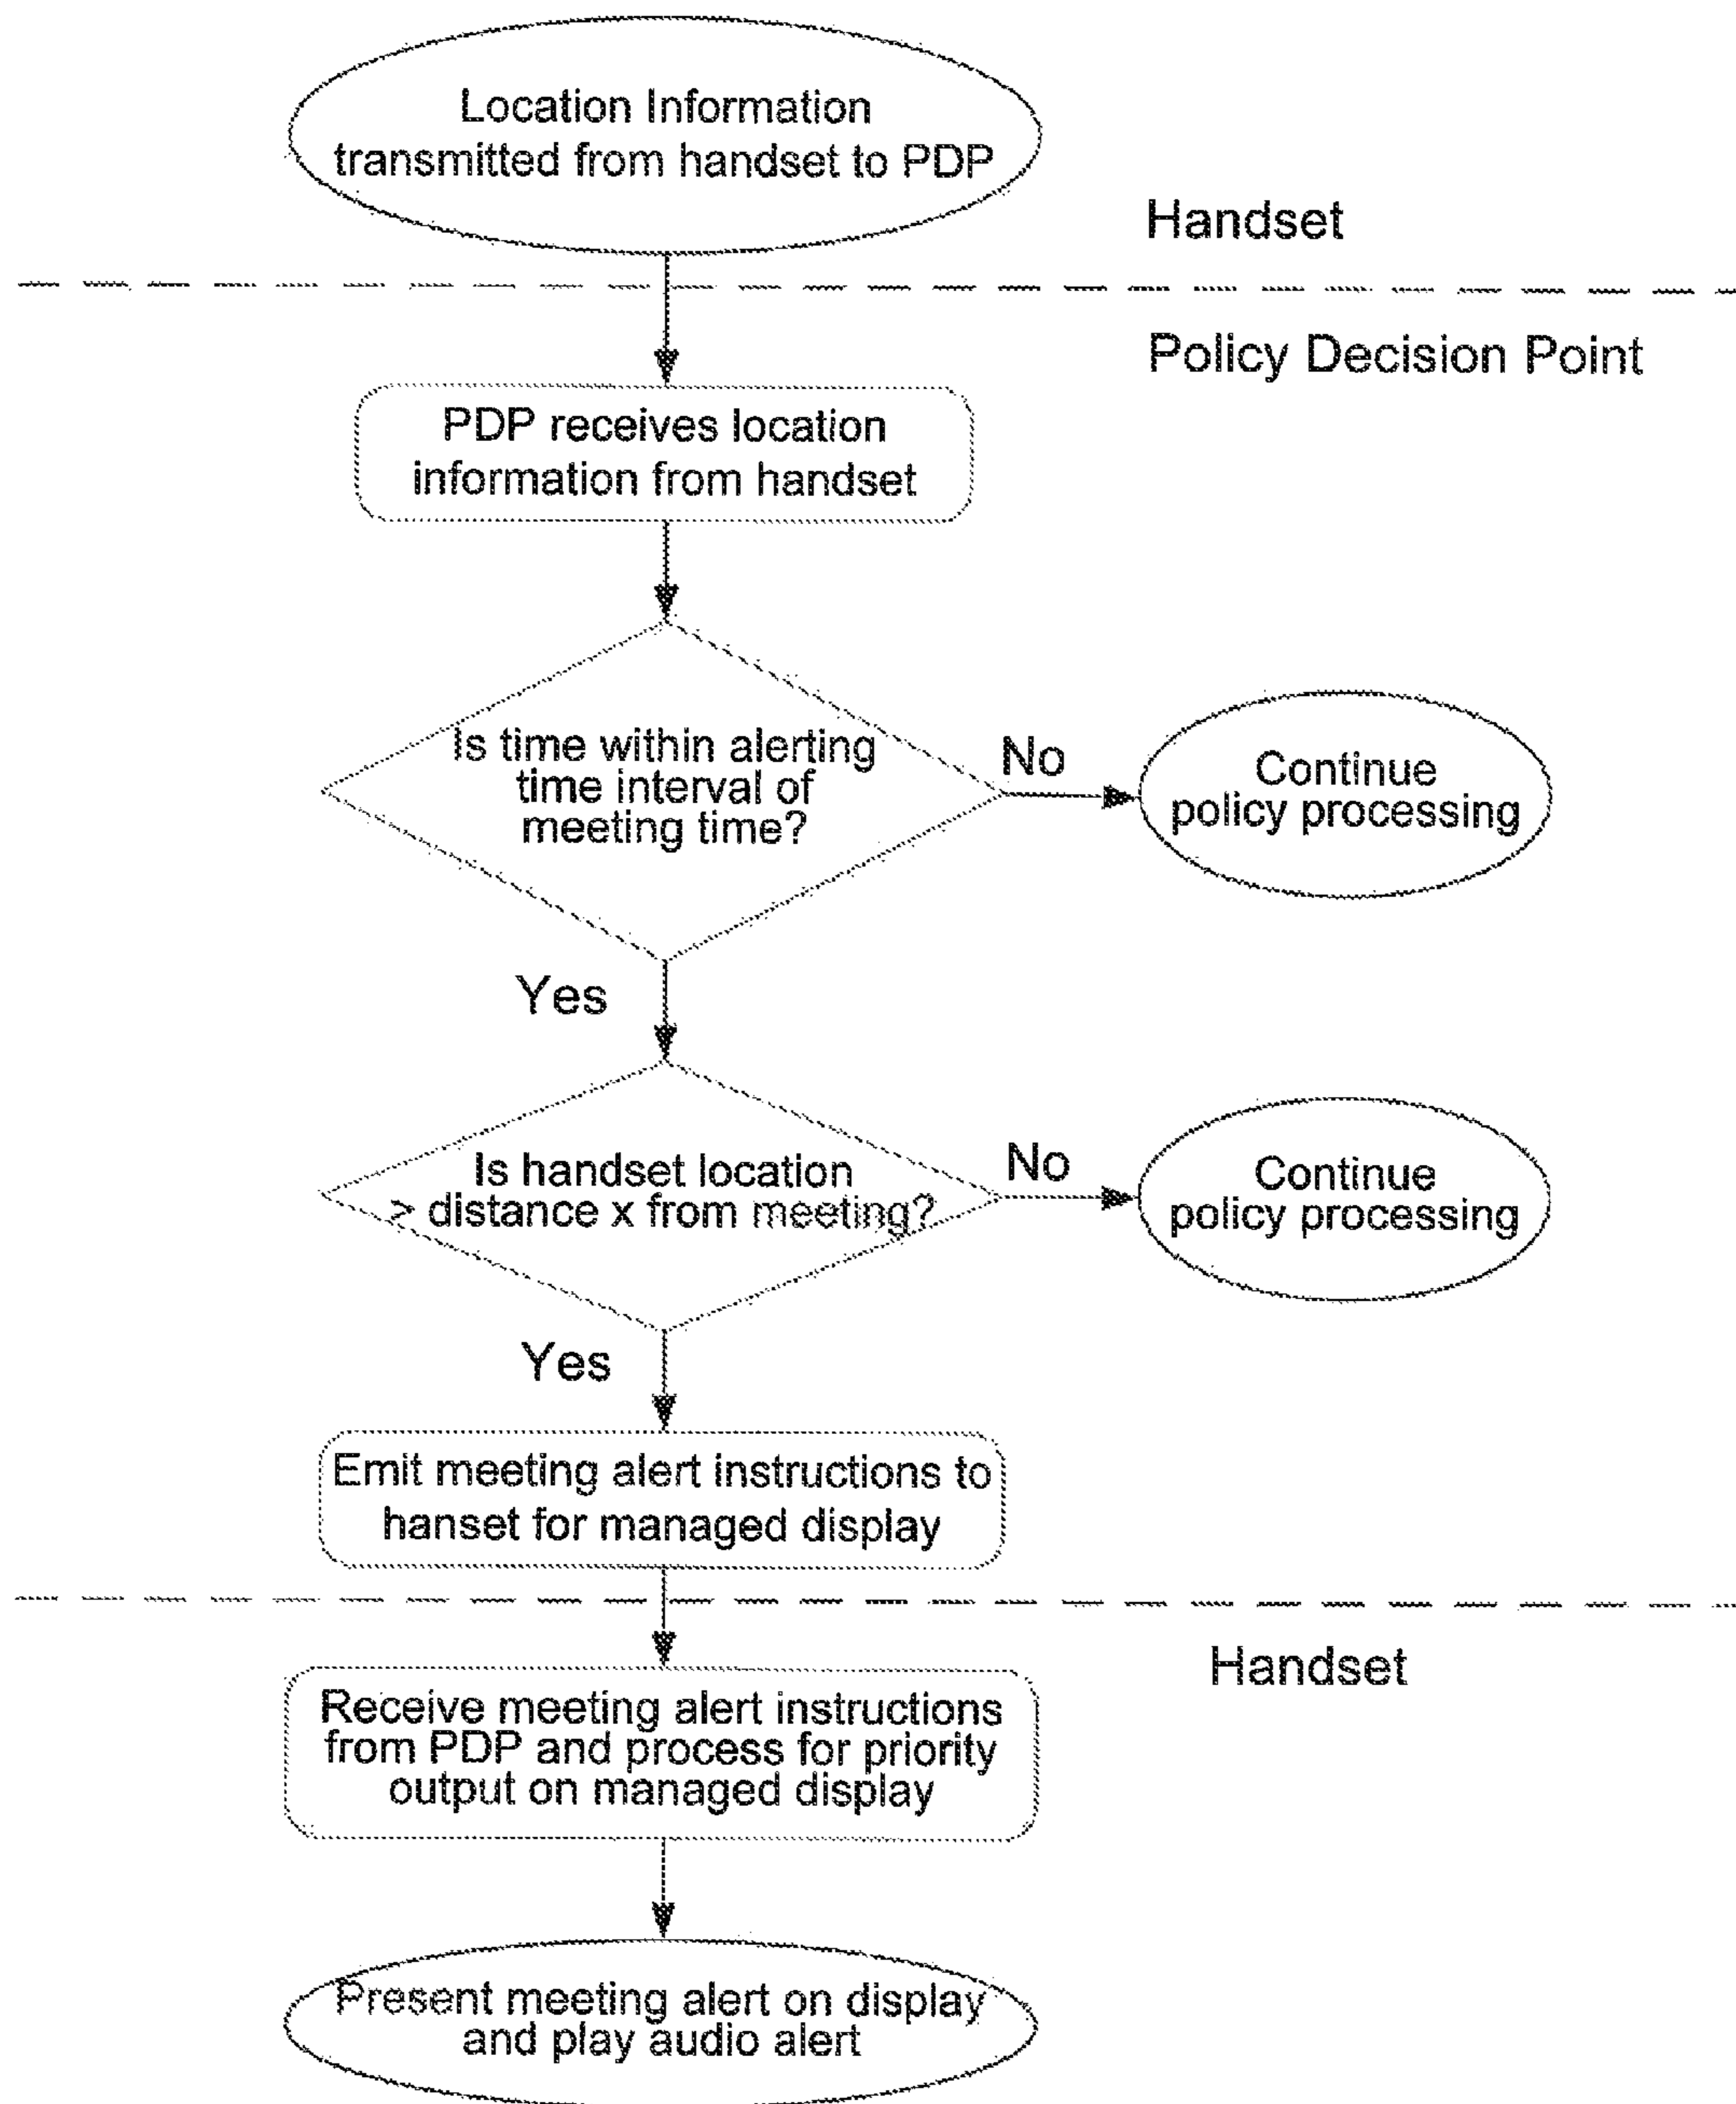 Location Information
transmitted from handset to PDP
Handset
Policy Decision Point
PDP receives location
information from handset
Is time within alerting
time interval of
meeting time?
No
Continue
policy processing
Yes
Is handset location
> distance x from meeting?
No
Continue
policy processing
Yes
Emit meeting alert instructions to
hanset for managed display
Handset
Receive meeting alert instructions
from PDP and process for priority
output on managed display
Present meeting alert on display
and play audio alert